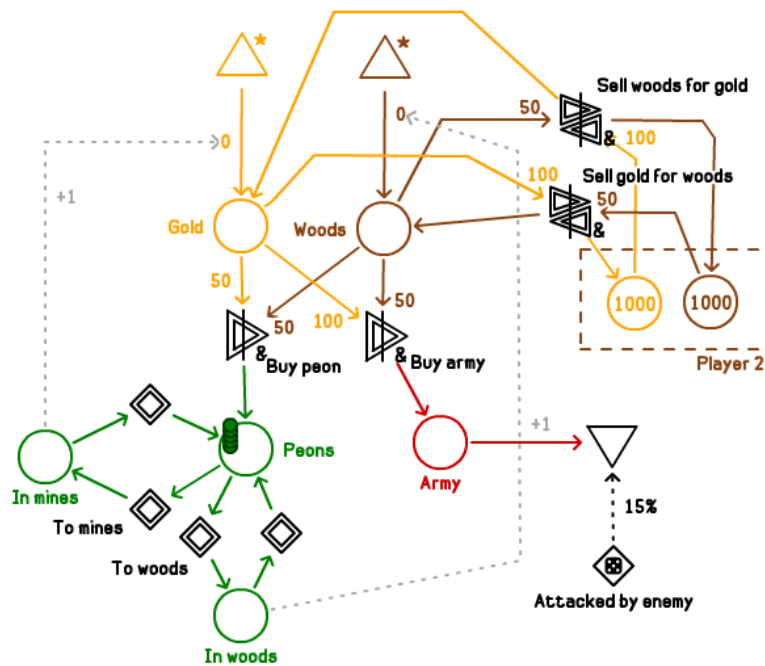 *
*
Sell woods for gold
50
0
0
&
100
Sell gold for woods
100
50
+1
&
Gold
Woods
50
50
100
50
1000
1000
&
Buy peon
&
Buy army
Player 2
+1
Peons
Army
In mines
To mines
15%
To woods
Attacked by enemy
In woods